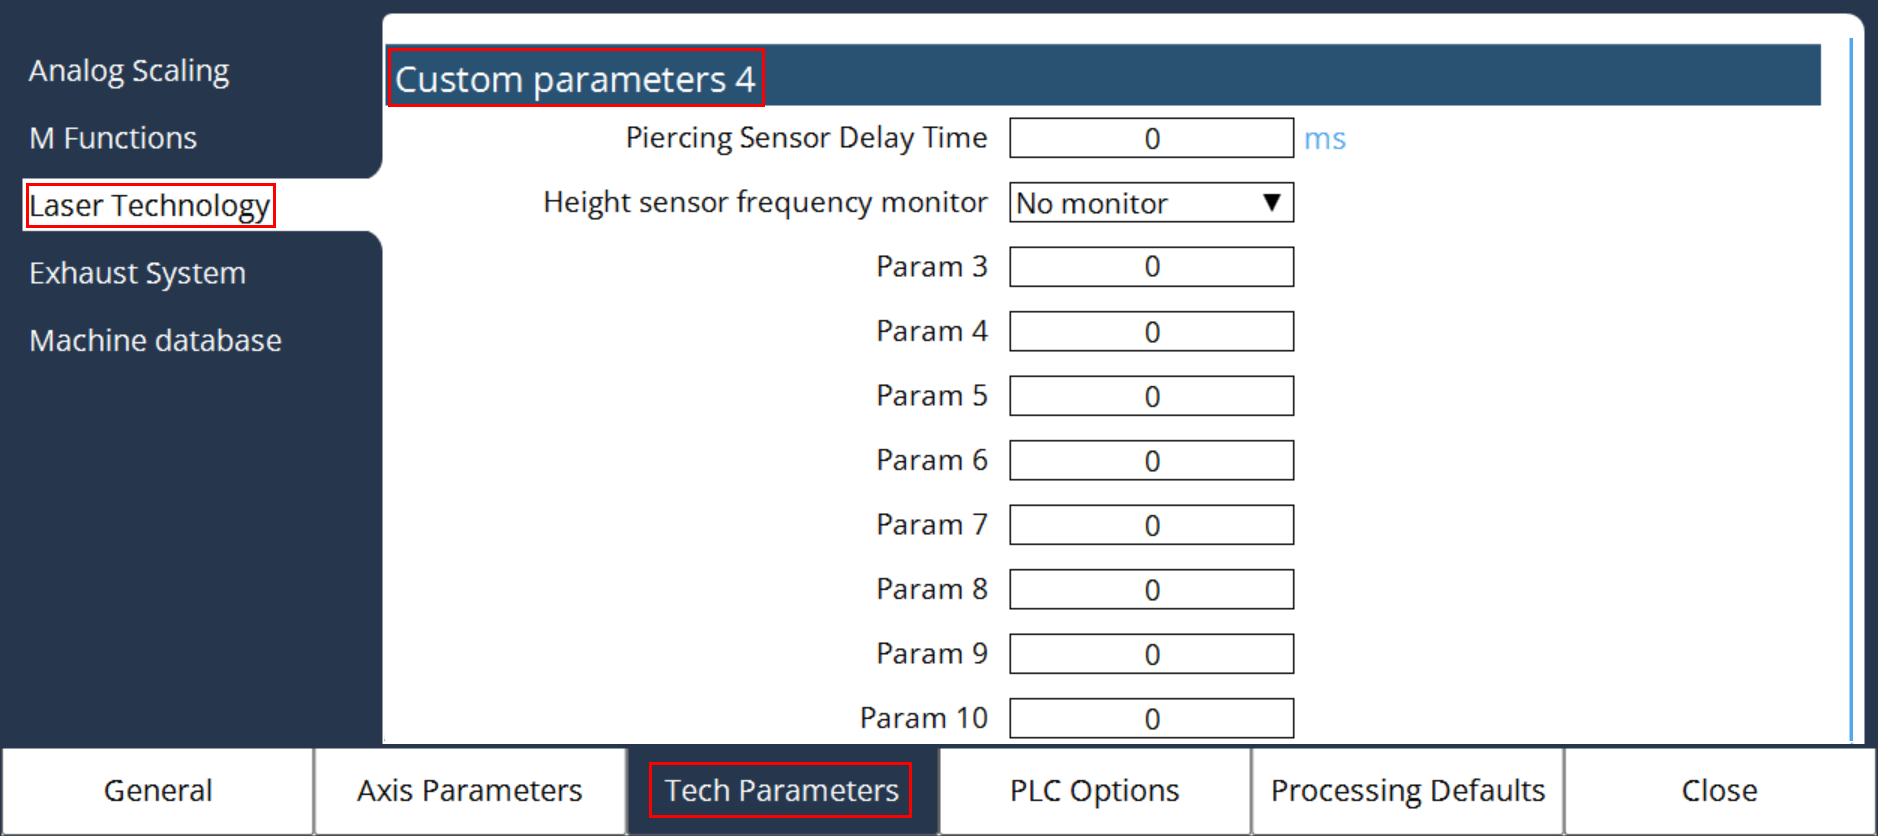 Analog Scaling
M Functions
Laser Technology
Exhaust System
Machine database
Custom parameters 4
Piercing Sensor Delay Time 0 ms
Height sensor frequency monitor No monitor ▼
Param 3 0
Param 4 0
Param 5 0
Param 6 0
Param 7 0
Param 8 0
Param 9 0
Param 10 0
General Axis Parameters Tech Parameters PLC Options Processing Defaults Close